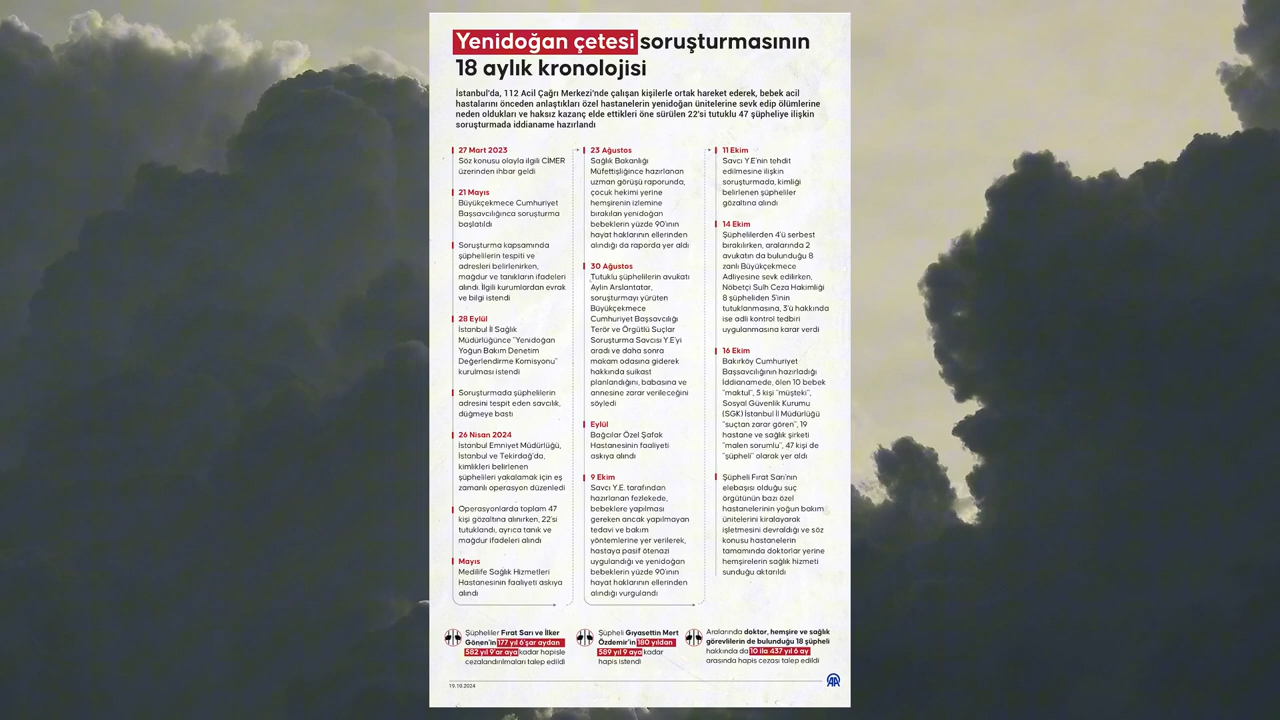 Yenidoğan çetesi soruşturmasının
18 aylık kronolojisi
İstanbul'da, 112 Acil Çağrı Merkezi'nde çalışan kişilerle ortak hareket ederek, bebek acil
hastalarını önceden anlaştıkları özel hastanelerin yenidoğan ünitelerine sevk edip ölümlerine
neden oldukları ve haksız kazanç elde ettikleri öne sürülen 22'si tutuklu 47 şüpheliye ilişkin
soruşturmada iddianame hazırlandı
27 Mart 2023
Söz konusu olayla ilgili CİMER
üzerinden ihbar geldi
21 Mayıs
Büyükçekmece Cumhuriyet
Başsavcılığınca soruşturma
başlatıldı
Soruşturma kapsamında
şüphelilerin tespiti ve
adresleri belirlenirken,
mağdur ve tanıkların ifadeleri
alındı. İlgili kurumlardan evrak
ve bilgi istendi
28 Eylül
İstanbul İl Sağlık
Müdürlüğünce "Yenidoğan
Yoğun Bakım Denetim
Değerlendirme Komisyonu"
kurulması istendi
Soruşturmada şüphelilerin
adresini tespit eden savcılık,
düğmeye bastı
26 Nisan 2024
İstanbul Emniyet Müdürlüğü,
İstanbul ve Tekirdağ'da,
kimlikleri belirlenen
şüphelileri yakalamak için eş
zamanlı operasyon düzenledi
Operasyonlarda toplam 47
kişi gözaltına alınırken, 22'si
tutuklandı, ayrıca tanık ve
mağdur ifadeleri alındı
Mayıs
Medilife Sağlık Hizmetleri
Hastanesinin faaliyeti askıya
alındı
23 Ağustos
Sağlık Bakanlığı
Müfettişliğince hazırlanan
uzman görüşü raporunda,
çocuk hekimi yerine
hemşirenin izlemine
bırakılan yenidoğan
bebeklerin yüzde 90'ının
hayat haklarının ellerinden
alındığı da raporda yer aldı
30 Ağustos
Tutuklu şüphelilerin avukatı
Aylin Arslantatar,
soruşturmayı yürüten
Büyükçekmece
Cumhuriyet Başsavcılığı
Terör ve Örgütlü Suçlar
Soruşturma Savcısı Y.E'yi
aradı ve daha sonra
makam odasına giderek
hakkında suikast
planlandığını, babasına ve
annesine zarar verileceğini
söyledi
Eylül
Bağcılar Özel Şafak
Hastanesinin faaliyeti
askıya alındı
9 Ekim
Savcı Y.E. tarafından
hazırlanan fezlekede,
bebeklere yapılması
gereken ancak yapılmayan
tedavi ve bakım
yöntemlerine yer verilerek,
hastaya pasif ötenazi
uygulandığı ve yenidoğan
bebeklerin yüzde 90'ının
hayat haklarının ellerinden
alındığı vurgulandı
11 Ekim
Savcı Y.E'nin tehdit
edilmesine ilişkin
soruşturmada, kimliği
belirlenen şüpheliler
gözaltına alındı
14 Ekim
Şüphelilerden 4'ü serbest
bırakılırken, aralarında 2
avukatın da bulunduğu 8
zanlı Büyükçekmece
Adliyesine sevk edilirken,
Nöbetçi Sulh Ceza Hakimliği
8 şüpheliden 5'inin
tutuklanmasına, 3'ü hakkında
ise adli kontrol tedbiri
uygulanmasına karar verdi
16 Ekim
Bakırköy Cumhuriyet
Başsavcılığının hazırladığı
İddianamede, ölen 10 bebek
"maktul", 5 kişi "müşteki",
Sosyal Güvenlik Kurumu
(SGK) İstanbul İl Müdürlüğü
"suçtan zarar gören", 19
hastane ve sağlık şirketi
"malen sorumlu", 47 kişi de
"şüpheli" olarak yer aldı
Şüpheli Fırat Sarı'nın
elebaşısı olduğu suç
örgütünün bazı özel
hastanelerinin yoğun bakım
ünitelerini kiralayarak
işletmesini devraldığı ve söz
konusu hastanelerin
tamamında doktorlar yerine
hemşirelerin sağlık hizmeti
sunduğu aktarıldı
Şüpheliler Fırat Sarı ve İlker
Gönen'in 177 yıl 6'şar aydan
582 yıl 9'ar aya kadar hapisle
cezalandırılmaları talep edildi
Şüpheli Gıyasettin Mert
Özdemir'in 180 yıldan
589 yıl 9 aya kadar
hapis istendi
Aralarında doktor, hemşire ve sağlık
görevlilerin de bulunduğu 18 şüpheli
hakkında da 10 ila 437 yıl 6 ay
arasında hapis cezası talep edildi
19.10.2024
AA